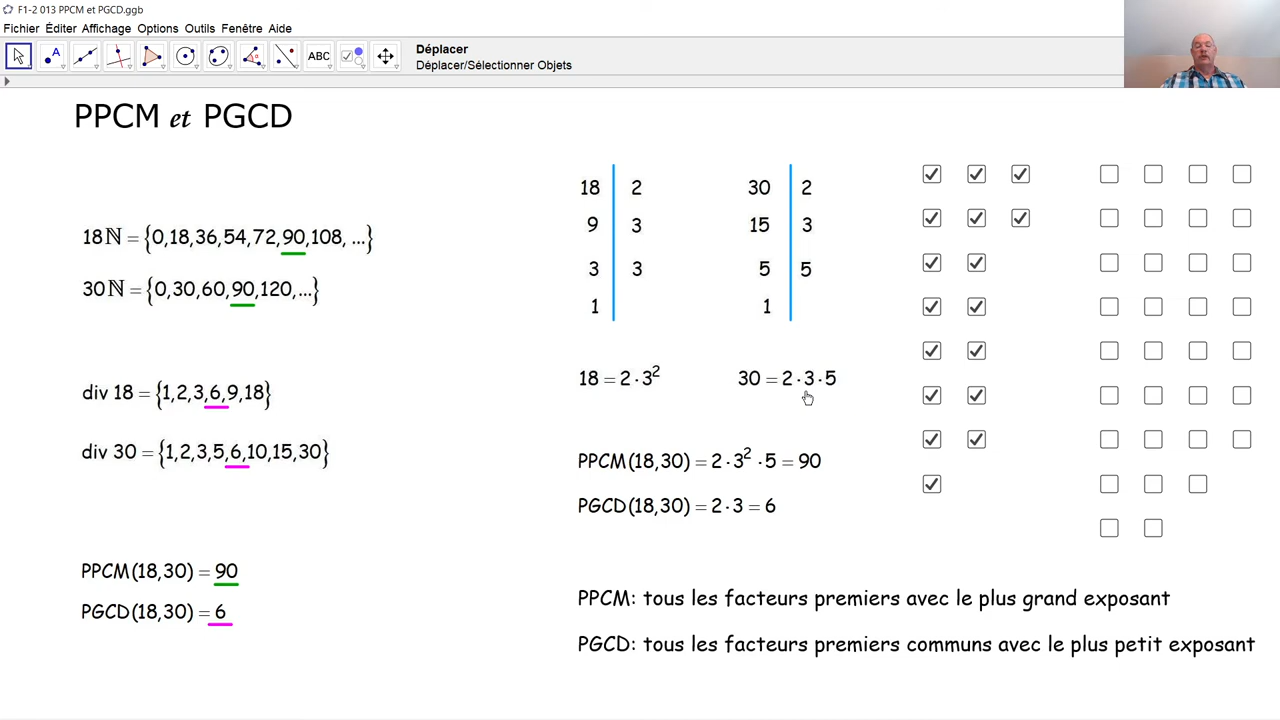 F1-2 013 PPCM et PGCD.ggb
Fichier Éditer Affichage Options Outils Fenêtre Aide
ABC
Déplacer
Déplacer/Sélectionner Objets
PPCM et PGCD
18ℕ = {0,18,36,54,72,90,108, ...}
30ℕ = {0,30,60,90,120,...}
div 18 = {1,2,3,6,9,18}
div 30 = {1,2,3,5,6,10,15,30}
PPCM(18,30) = 90
PGCD(18,30) = 6
18 2
9 3
3 3
1
30 2
15 3
5 5
1
18 = 2·3²
30 = 2·3·5
PPCM(18,30) = 2·3²·5 = 90
PGCD(18,30) = 2·3 = 6
PPCM: tous les facteurs premiers avec le plus grand exposant
PGCD: tous les facteurs premiers communs avec le plus petit exposant